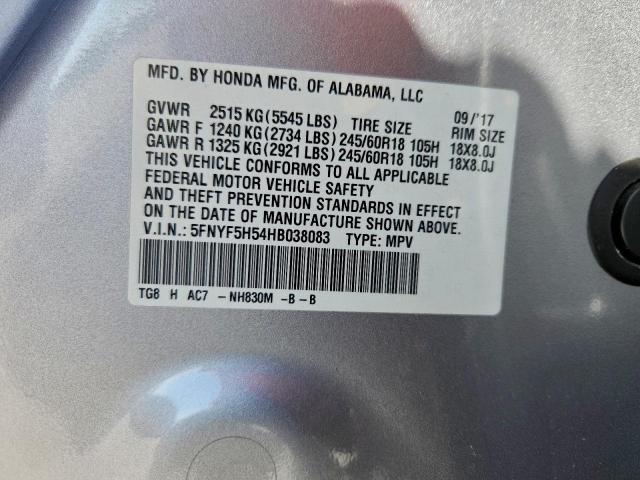 MFD. BY HONDA MFG. OF ALABAMA, LLC
GVWR 2515 KG(5545 LBS) TIRE SIZE 09/'17 RIM SIZE
GAWR F 1240 KG(2734 LBS)245/60R18 105H 18X8.0J
GAWR R 1325 KG(2921 LBS)245/60R18 105H 18X8.0J
THIS VEHICLE CONFORMS TO ALL APPLICABLE
FEDERAL MOTOR VEHICLE SAFETY
AND THEFT PREVENTION STANDARDS IN EFFECT
ON THE DATE OF MANUFACTURE SHOWN ABOVE.
V.I.N.: 5FNYF5H54HB038083 TYPE: MPV
TG8 H AC7 -NH830M -B-B